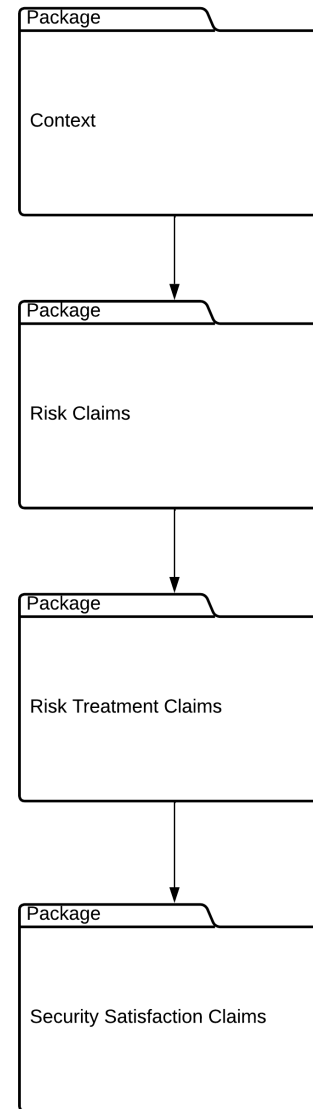 Package
Context
Package
Risk Claims
Package
Risk Treatment Claims
Package
Security Satisfaction Claims